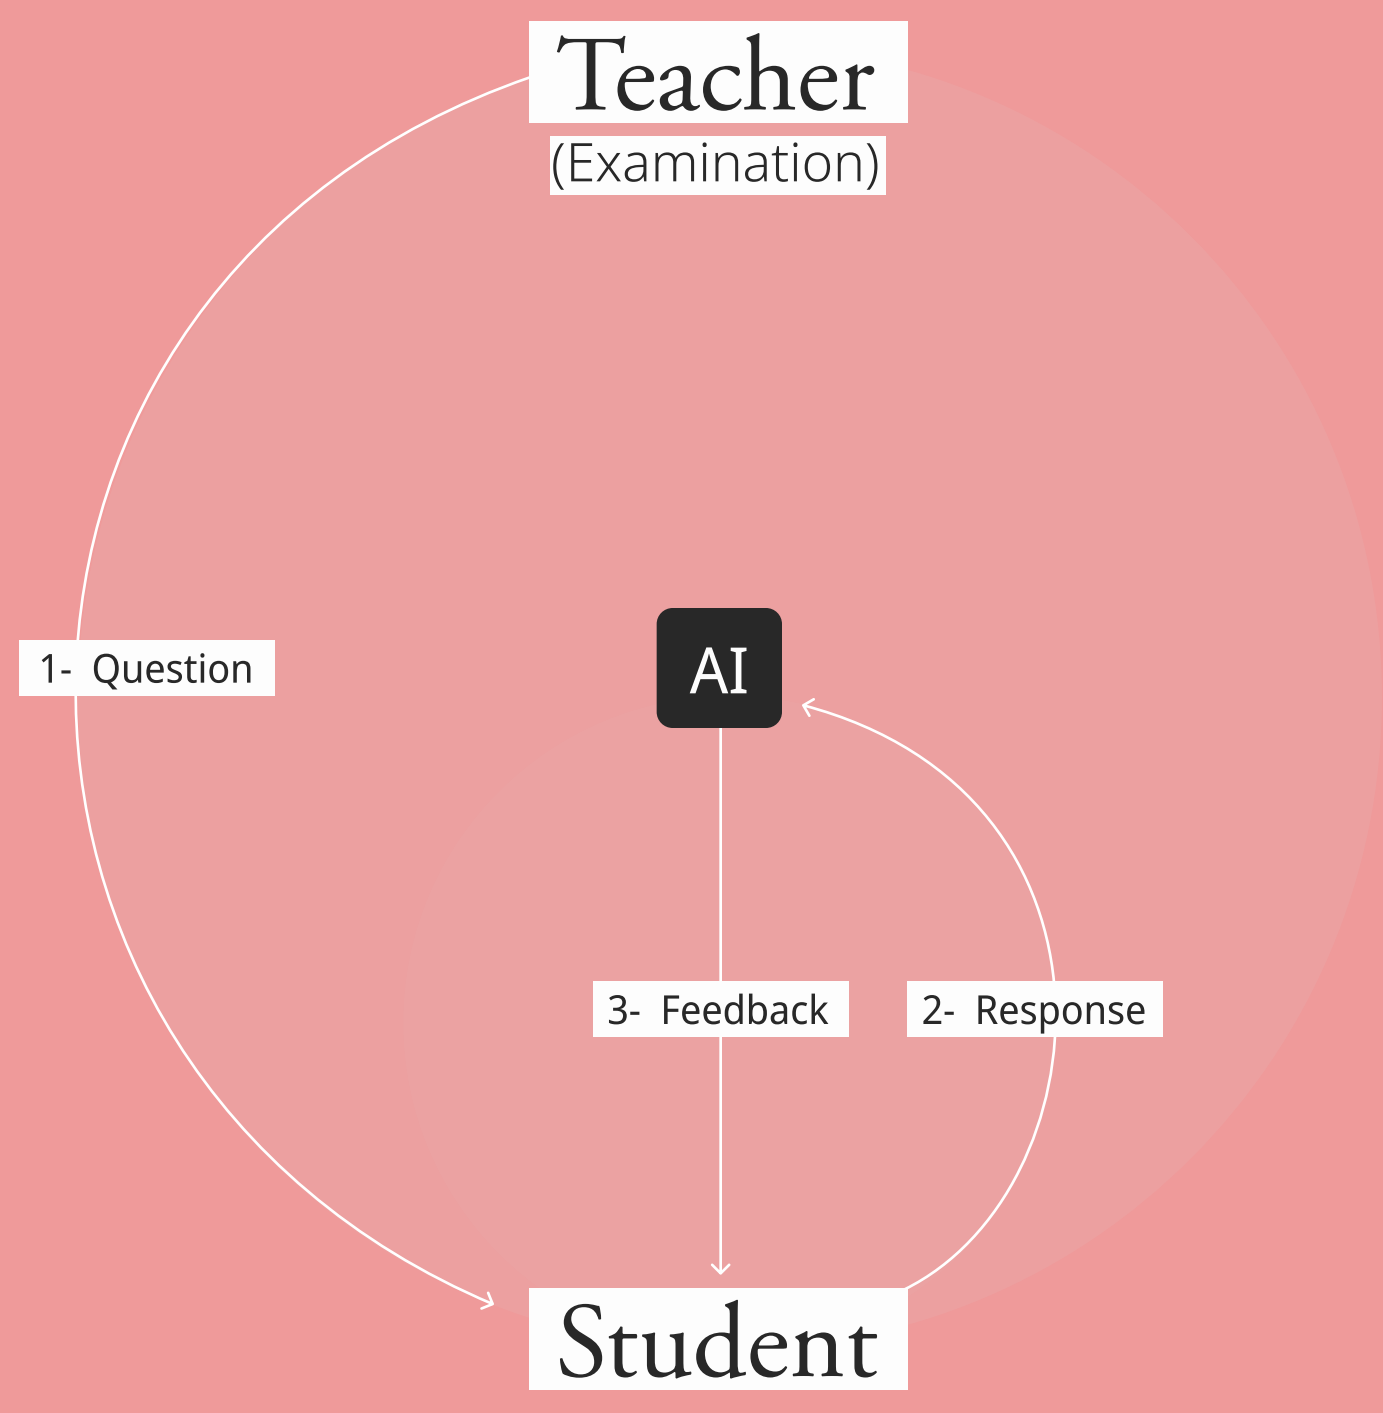 Teacher
(Examination)
AI
1- Question
3- Feedback
2- Response
Student